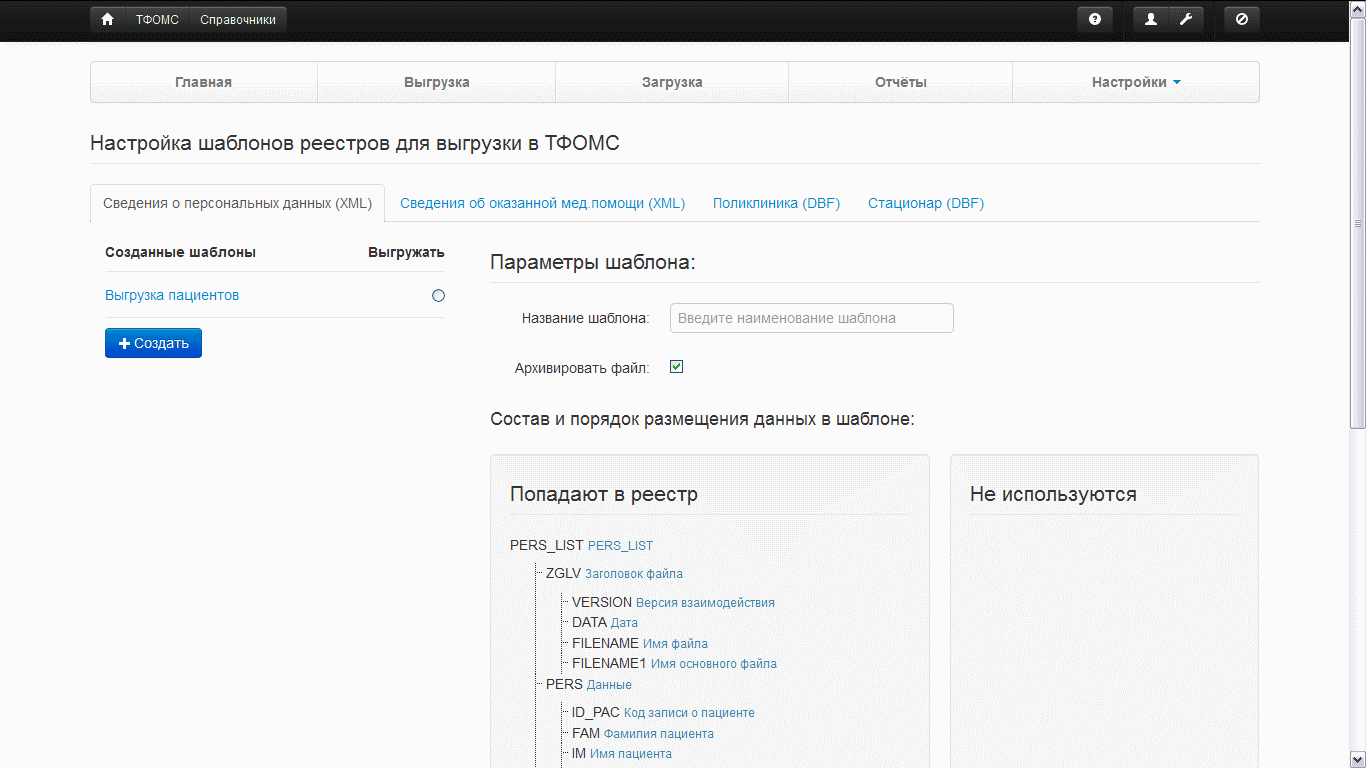 ТФОМС Справочники
Главная Выгрузка Загрузка Отчёты Настройки
Настройка шаблонов реестров для выгрузки в ТФОМС
Сведения о персональных данных (XML) Сведения об оказанной мед.помощи (XML) Поликлиника (DBF) Стационар (DBF)
Созданные шаблоны Выгружать
Выгрузка пациентов
Создать
Параметры шаблона:
Название шаблона: Введите наименование шаблона
Архивировать файл:
Состав и порядок размещения данных в шаблоне:
Попадают в реестр
PERS_LIST PERS_LIST
ZGLV Заголовок файла
VERSION Версия взаимодействия
DATA Дата
FILENAME Имя файла
FILENAME1 Имя основного файла
PERS Данные
ID_PAC Код записи о пациенте
FAM Фамилия пациента
IM Имя пациента
Не используются